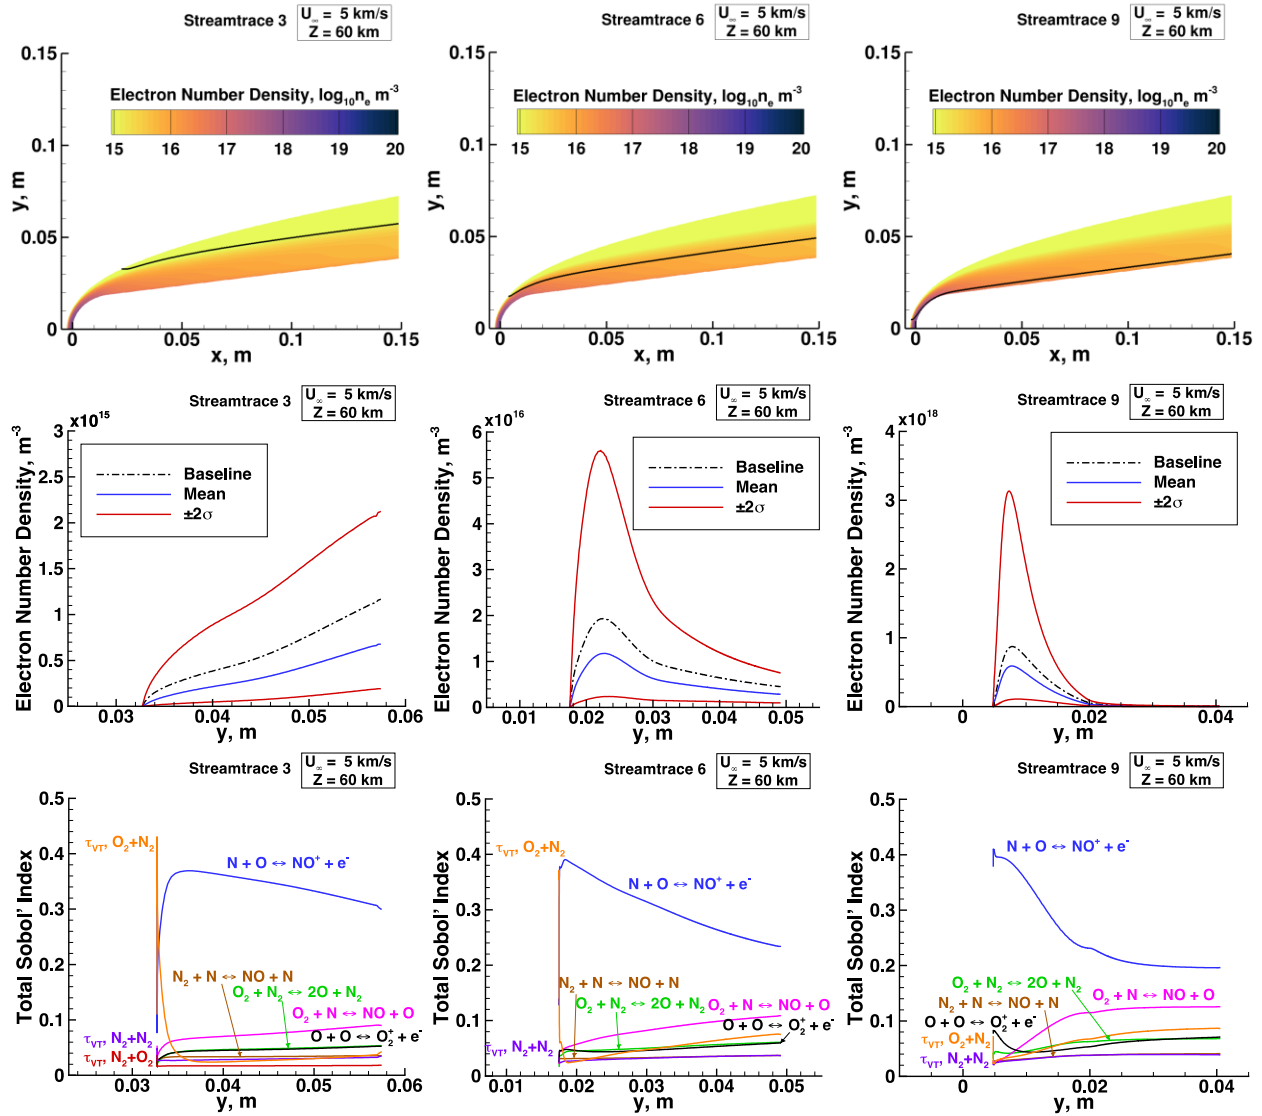 Streamtrace 3
U∞ = 5 km/s
Z = 60 km
Electron Number Density, log₁₀nₑ m⁻³
15 16 17 18 19 20
0.15
0.1
0.05
0
y, m
0 0.05 0.1 0.15
x, m
Streamtrace 6
U∞ = 5 km/s
Z = 60 km
Electron Number Density, log₁₀nₑ m⁻³
15 16 17 18 19 20
0.15
0.1
0.05
0
y, m
0 0.05 0.1 0.15
x, m
Streamtrace 9
U∞ = 5 km/s
Z = 60 km
Electron Number Density, log₁₀nₑ m⁻³
15 16 17 18 19 20
0.15
0.1
0.05
0
y, m
0 0.05 0.1 0.15
x, m
Streamtrace 3
U∞ = 5 km/s
Z = 60 km
x10¹⁵
3
2.5
2
1.5
1
0.5
0
Electron Number Density, m⁻³
Baseline
Mean
±2σ
0.03 0.04 0.05 0.06
y, m
Streamtrace 6
U∞ = 5 km/s
Z = 60 km
x10¹⁶
6
5
4
3
2
1
0
Electron Number Density, m⁻³
Baseline
Mean
±2σ
0.01 0.02 0.03 0.04 0.05
y, m
Streamtrace 9
U∞ = 5 km/s
Z = 60 km
x10¹⁸
4
3
2
1
0
Electron Number Density, m⁻³
Baseline
Mean
±2σ
0 0.02 0.04
y, m
Streamtrace 3
U∞ = 5 km/s
Z = 60 km
0.5
0.4
0.3
0.2
0.1
0
Total Sobol' Index
τVT, O₂+N₂
N + O ↔ NO⁺ + e⁻
N₂ + N ↔ NO + N
O₂ + N₂ ↔ 2O + N₂
O₂ + N ↔ NO + O
O + O ↔ O₂⁺ + e⁻
τVT, N₂+N₂
τVT, N₂+O₂
0.03 0.04 0.05 0.06
y, m
Streamtrace 6
U∞ = 5 km/s
Z = 60 km
0.5
0.4
0.3
0.2
0.1
0
Total Sobol' Index
τVT, O₂+N₂
N + O ↔ NO⁺ + e⁻
N₂ + N ↔ NO + N
O₂ + N₂ ↔ 2O + N₂
O₂ + N ↔ NO + O
O + O ↔ O₂⁺ + e⁻
τVT, N₂+N₂
0.01 0.02 0.03 0.04 0.05
y, m
Streamtrace 9
U∞ = 5 km/s
Z = 60 km
0.5
0.4
0.3
0.2
0.1
0
Total Sobol' Index
N + O ↔ NO⁺ + e⁻
O₂ + N₂ ↔ 2O + N₂
O₂ + N ↔ NO + O
N₂ + N ↔ NO + N
O + O ↔ O₂⁺ + e⁻
τVT, O₂+N₂
τVT, N₂+N₂
0 0.02 0.04
y, m